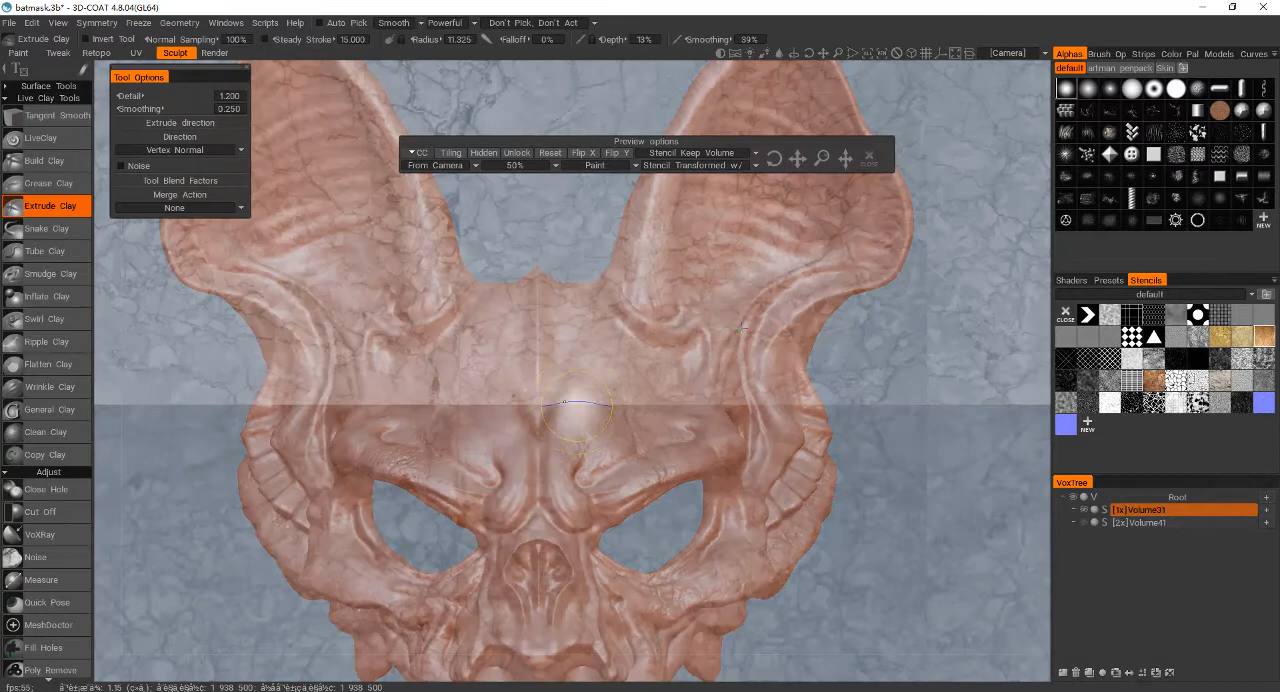 batmask.3b* - 3D-COAT 4.8.04(GL64)
File Edit View Symmetry Freeze Geometry Windows Scripts Help Auto Pick Smooth Powerful Don't Pick, Don't Act
Extrude Clay Invert Tool Normal Sampling 100% Steady Stroke 15.000 Radius 11.325 Falloff 0% Depth 13% Smoothing 39%
Paint Tweak Retopo UV Sculpt Render [Camera]
Surface Tools
Live Clay Tools
Tangent Smooth
LiveClay
Build Clay
Grease Clay
Extrude Clay
Snake Clay
Tube Clay
Smudge Clay
Inflate Clay
Swirl Clay
Ripple Clay
Flatten Clay
Wrinkle Clay
General Clay
Clean Clay
Copy Clay
Adjust
Close Hole
Cut Off
VoXRay
Noise
Measure
Quick Pose
MeshDoctor
Fill Holes
Poly Remove
Tool Options
Detail 1.200
Smoothing 0.250
Extrude direction
Direction
Vertex Normal
Noise
Tool Blend Factors
Merge Action
None
Preview options
CC Tiling Hidden Unlock Reset Flip X Flip Y Stencil Keep Volume
From Camera 50% Paint Stencil Transformed w/
CLOSE
Alphas Brush Op Strips Color Pal Models Curves
default artman penpack Skin
NEW
Shaders Presets Stencils
default
CLOSE
NEW
VoxTree
V Root
S [1x]Volume31
S [2x]Volume41
fps:55;
1 938 500
1 938 500